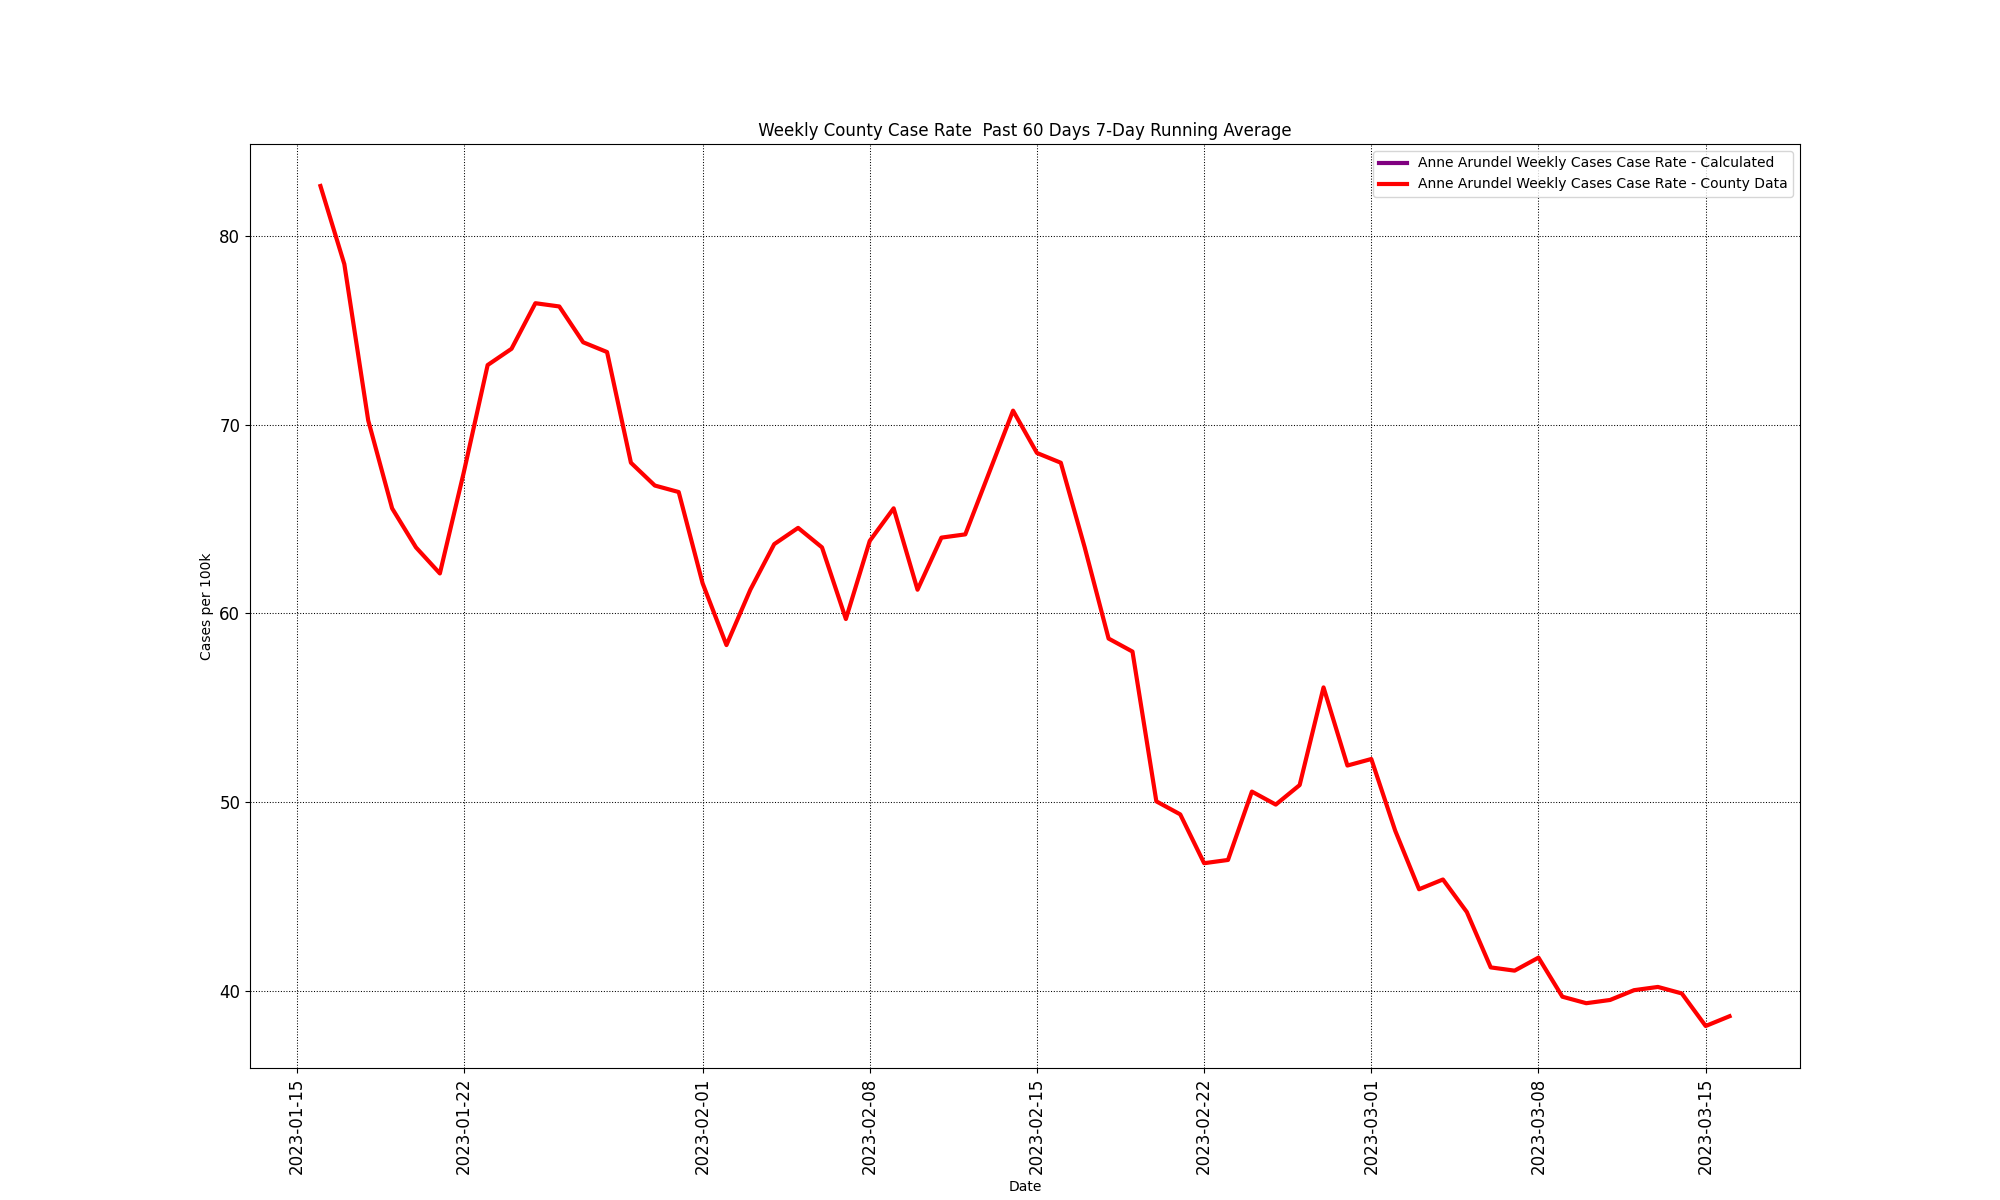 Weekly County Case Rate  Past 60 Days 7-Day Running Average
Anne Arundel Weekly Cases Case Rate - Calculated
Anne Arundel Weekly Cases Case Rate - County Data
80
70
60
50
40
Cases per 100k
2023-01-15
2023-01-22
2023-02-01
2023-02-08
2023-02-15
2023-02-22
2023-03-01
2023-03-08
2023-03-15
Date